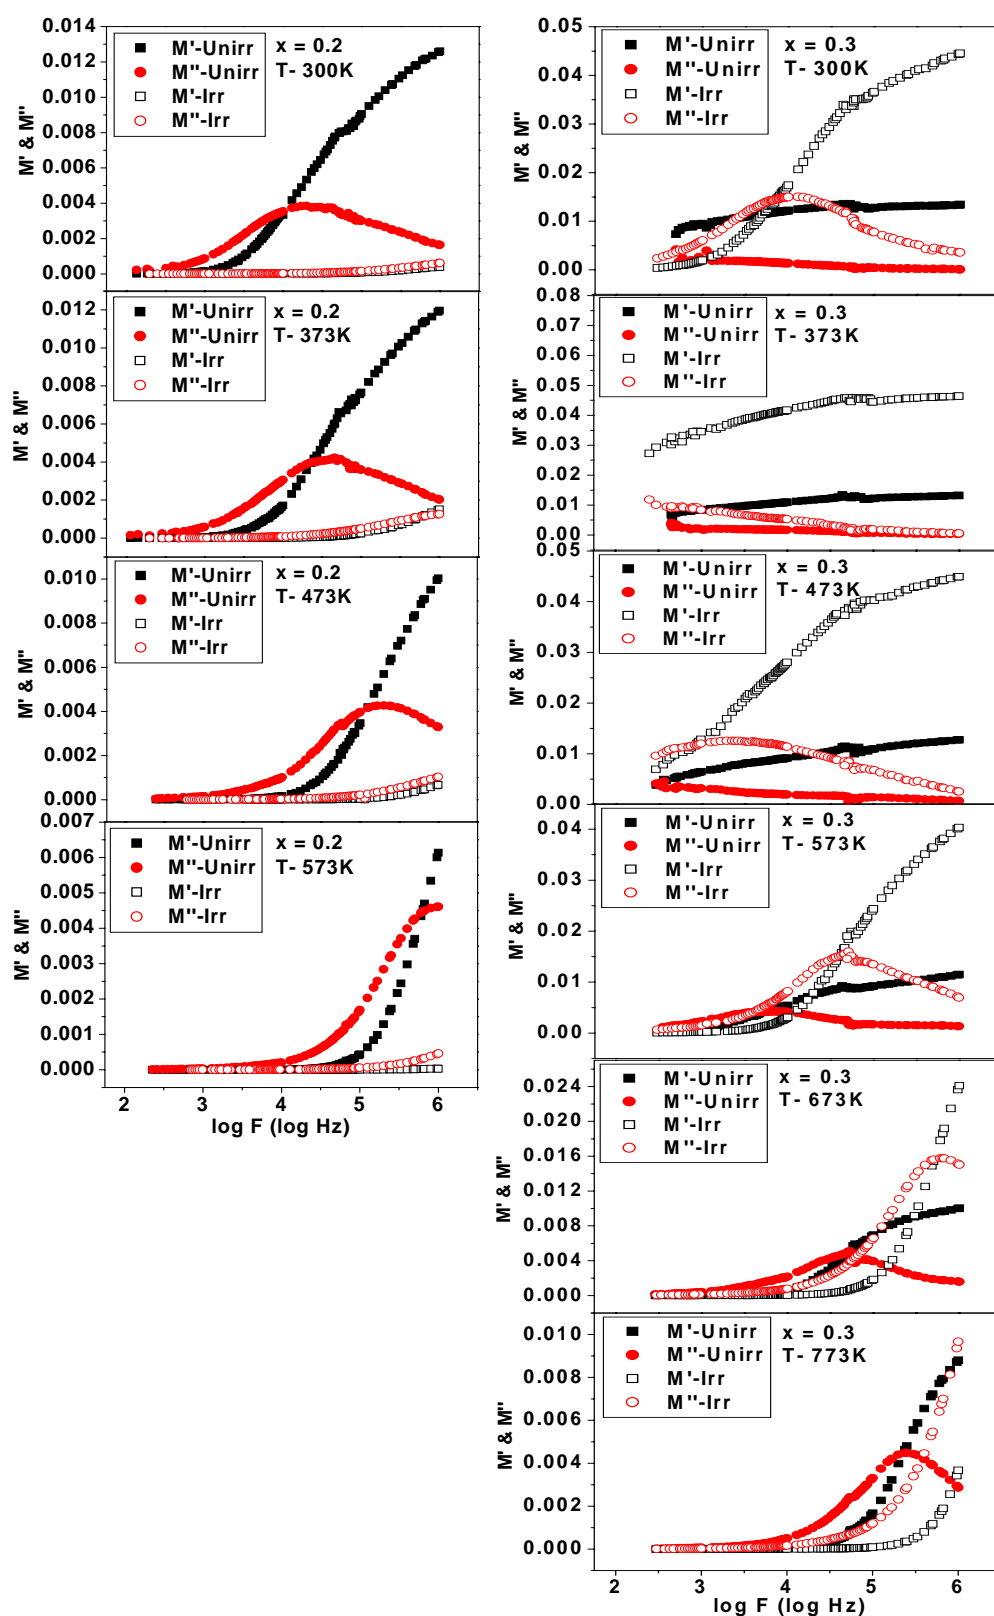 0.014
0.012
0.010
0.008
0.006
0.004
0.002
0.000
M' & M''
M'-Unirr
M''-Unirr
M'-Irr
M''-Irr
x = 0.2
T- 300K
0.012
0.010
0.008
0.006
0.004
0.002
0.000
M' & M''
M'-Unirr
M''-Unirr
M'-Irr
M''-Irr
x = 0.2
T- 373K
0.010
0.008
0.006
0.004
0.002
0.000
M' & M''
M'-Unirr
M''-Unirr
M'-Irr
M''-Irr
x = 0.2
T- 473K
0.007
0.006
0.005
0.004
0.003
0.002
0.001
0.000
M' & M''
M'-Unirr
M''-Unirr
M'-Irr
M''-Irr
x = 0.2
T- 573K
2 3 4 5 6
log F (log Hz)
0.05
0.04
0.03
0.02
0.01
0.00
M' & M''
M'-Unirr
M''-Unirr
M'-Irr
M''-Irr
x = 0.3
T- 300K
0.08
0.07
0.06
0.05
0.04
0.03
0.02
0.01
0.00
M' & M''
M'-Unirr
M''-Unirr
M'-Irr
M''-Irr
x = 0.3
T- 373K
0.05
0.04
0.03
0.02
0.01
0.00
M' & M''
M'-Unirr
M''-Unirr
M'-Irr
M''-Irr
x = 0.3
T- 473K
0.04
0.03
0.02
0.01
0.00
M' & M''
M'-Unirr
M''-Unirr
M'-Irr
M''-Irr
x = 0.3
T- 573K
0.024
0.020
0.016
0.012
0.008
0.004
0.000
M' & M''
M'-Unirr
M''-Unirr
M'-Irr
M''-Irr
x = 0.3
T- 673K
0.010
0.008
0.006
0.004
0.002
0.000
M' & M''
M'-Unirr
M''-Unirr
M'-Irr
M''-Irr
x = 0.3
T- 773K
2 3 4 5 6
log F (log Hz)